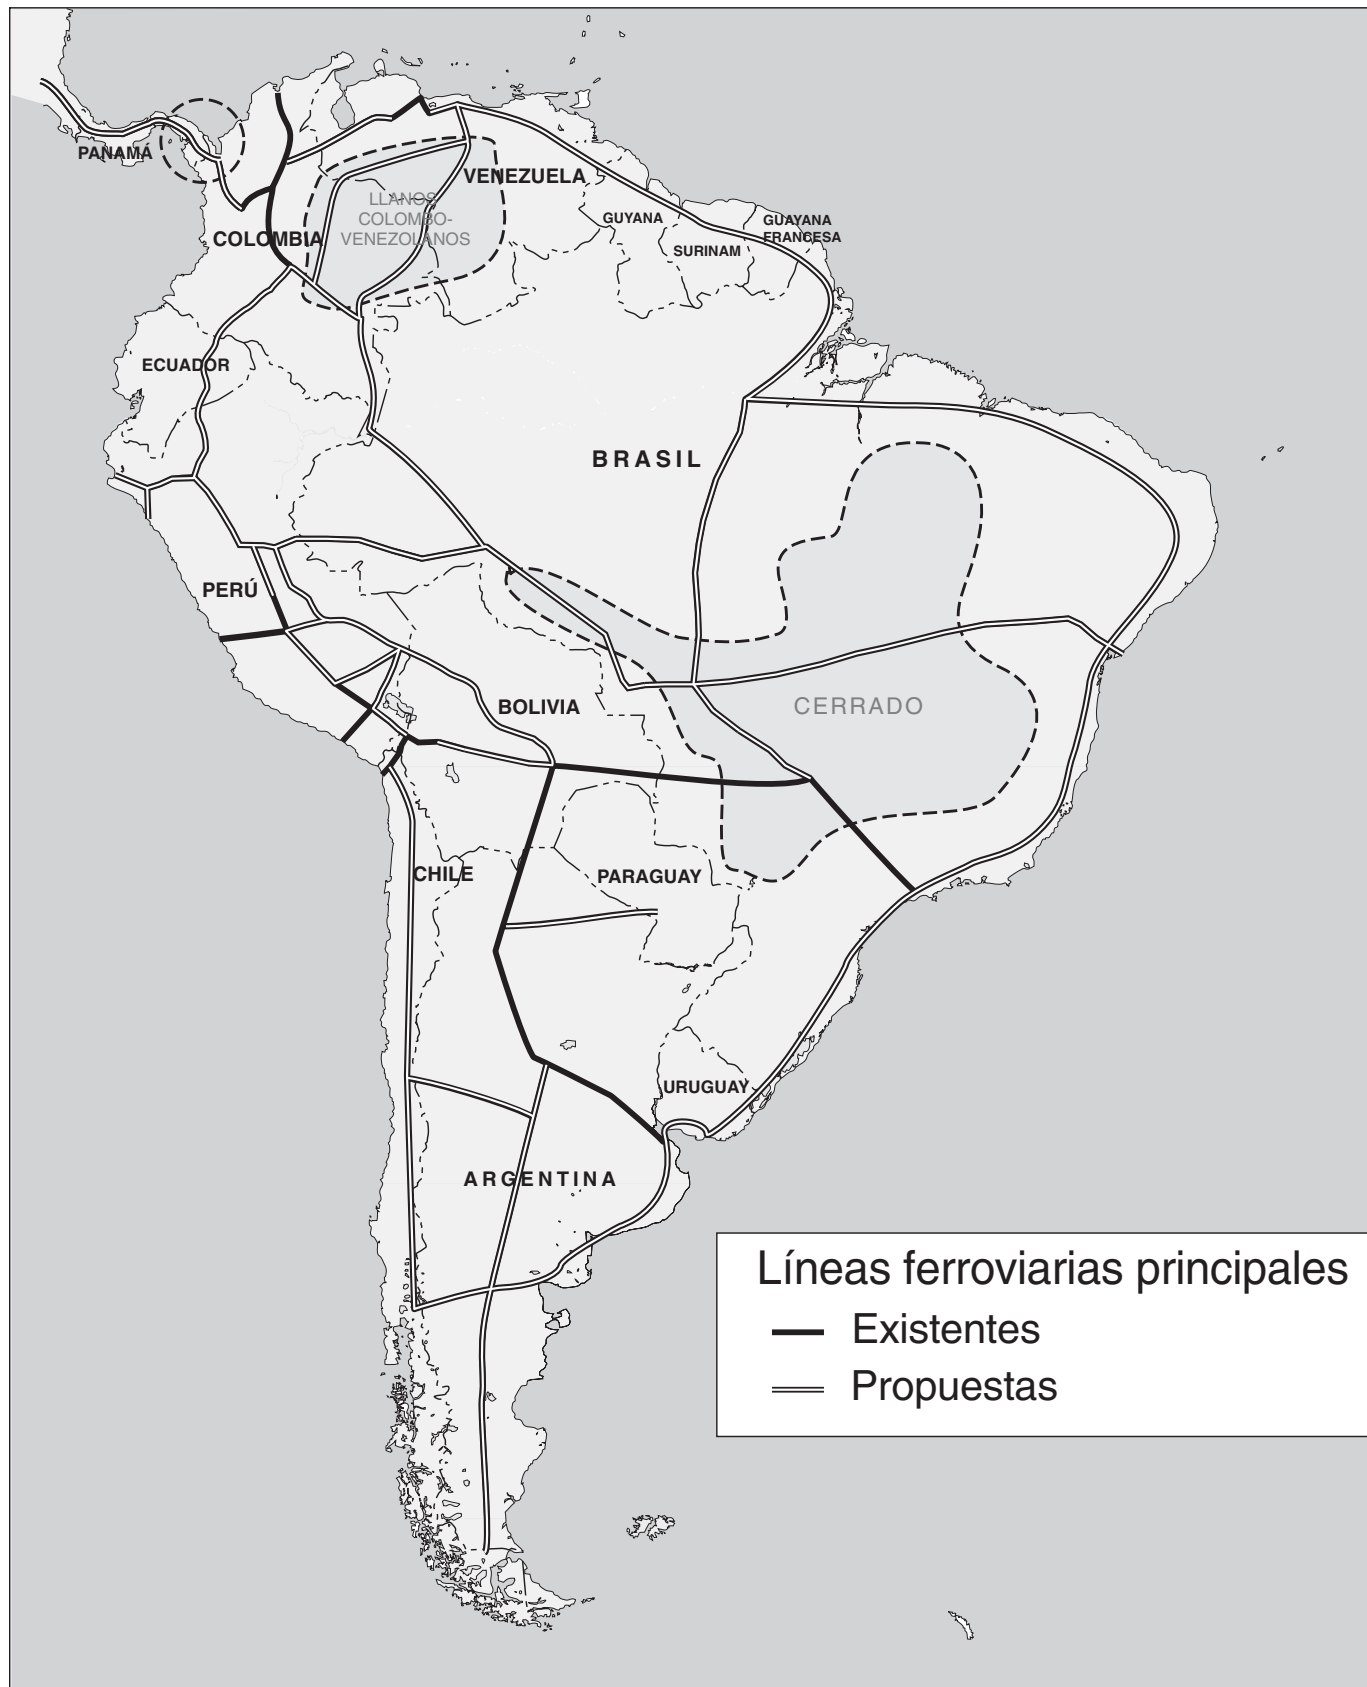 PANAMÁ
VENEZUELA
LLANOS
COLOMBO-
VENEZOLANOS
GUYANA
GUAYANA
FRANCESA
COLOMBIA
SURINAM
ECUADOR
BRASIL
PERÚ
BOLIVIA
CERRADO
CHILE
PARAGUAY
URUGUAY
ARGENTINA
Líneas ferroviarias principales
Existentes
Propuestas